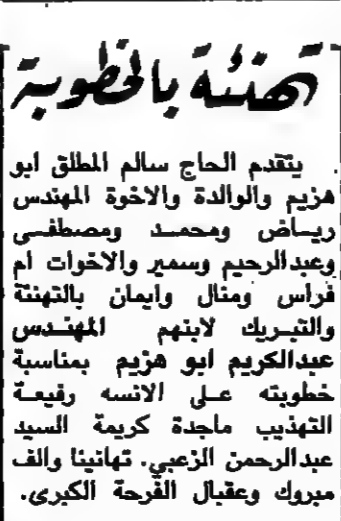 تهنئة بالخطوبة
يتقدم الحاج سالم المطلق ابو
هزيم والوالدة والاخوة المهندس
رياض ومحمد ومصطفى
وعبدالرحيم وسمير والاخوات ام
فراس ومنال وايمان بالتهنئة
والتبريك لابنهم المهندس
عبدالكريم ابو هزيم بمناسبة
خطوبته على الانسه رفيعة
التهذيب ماجدة كريمة السيد
عبدالرحمن الزعبي. تهانينا والف
مبروك وعقبال الفرحة الكبرى.